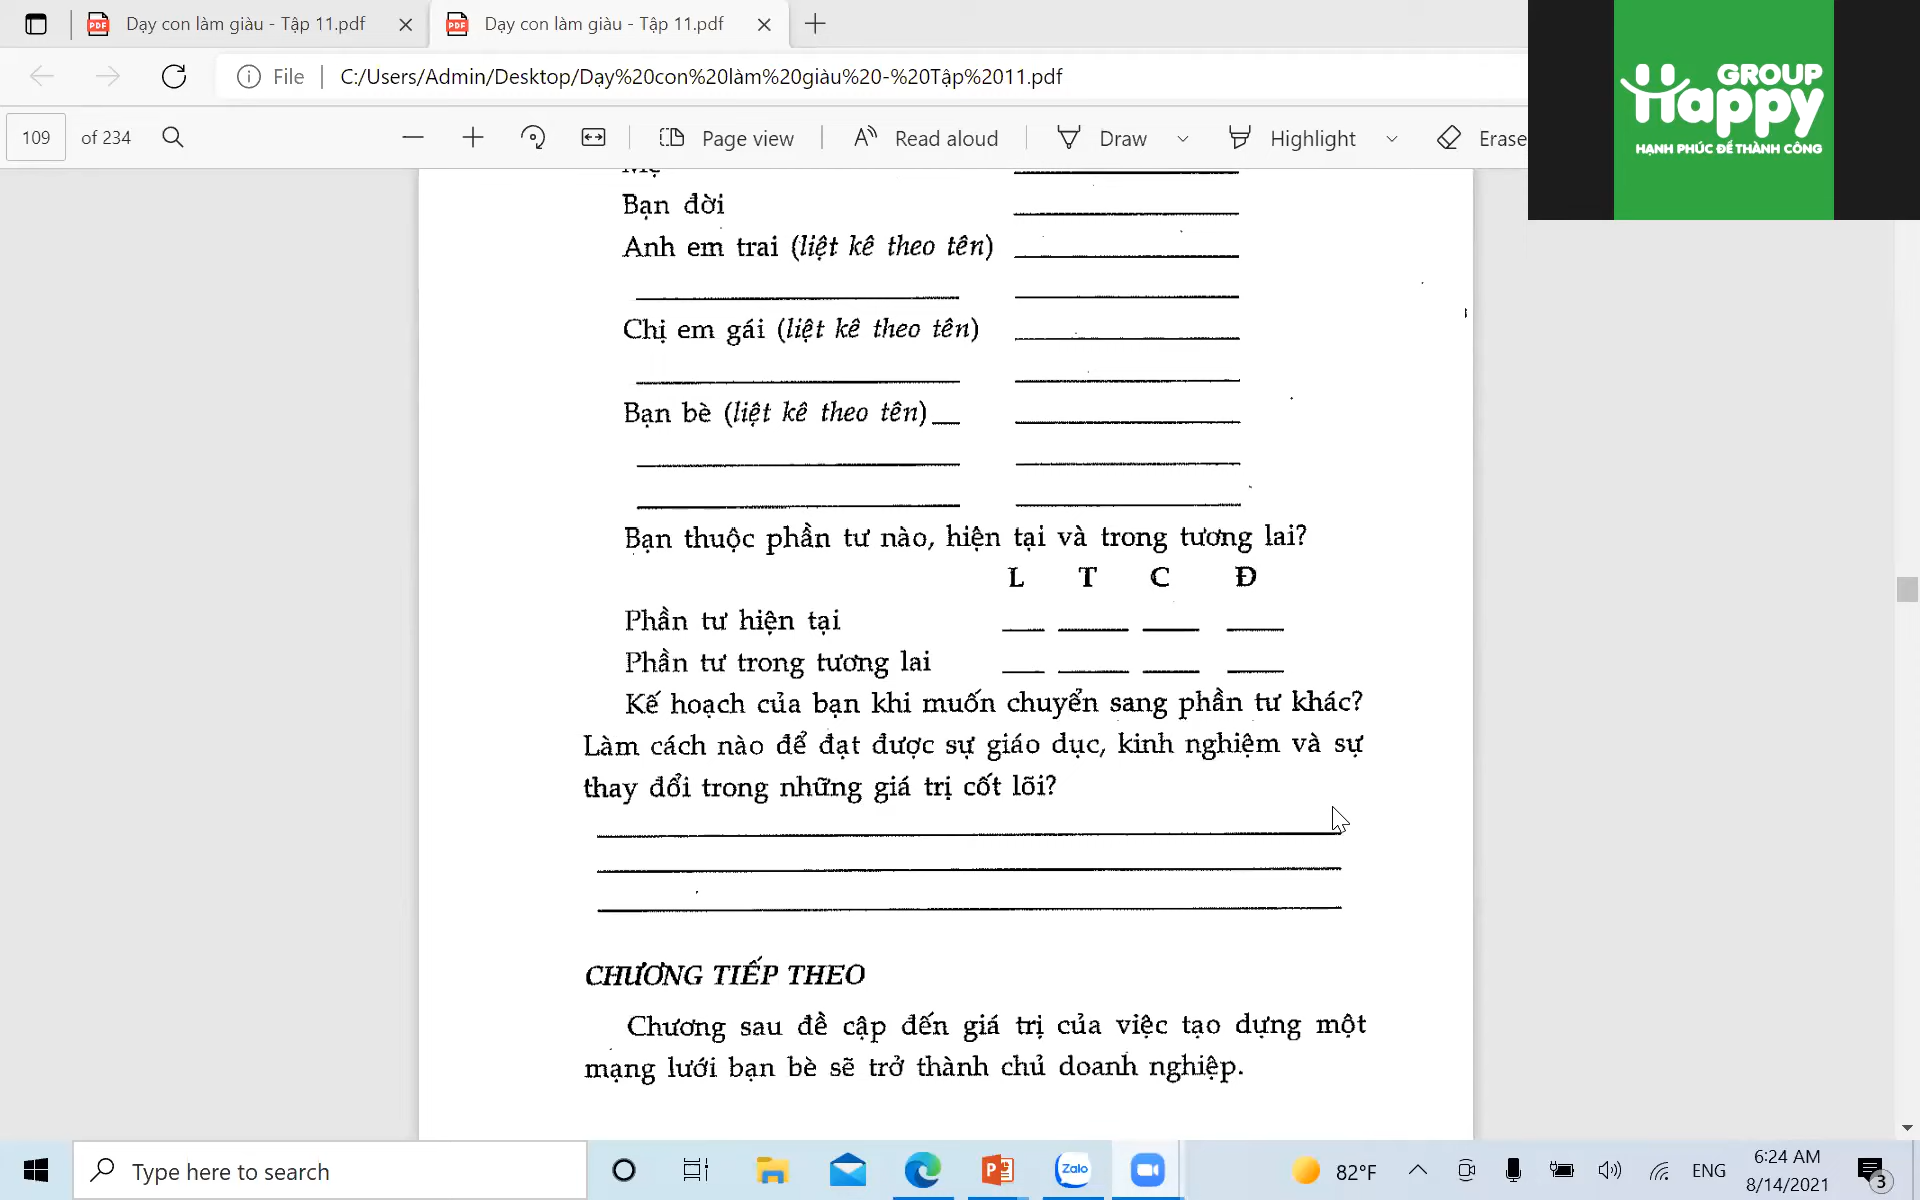 Dạy con làm giàu - Tập 11.pdf
Dạy con làm giàu - Tập 11.pdf
File
C:/Users/Admin/Desktop/Dạy%20con%20làm%20giàu%20-%20Tập%2011.pdf
109 of 234
Page view
Read aloud
Draw
Highlight
Erase
GROUP
Happy
HẠNH PHÚC ĐỂ THÀNH CÔNG
Bạn đời
Anh em trai (liệt kê theo tên)
Chị em gái (liệt kê theo tên)
Bạn bè (liệt kê theo tên)
Bạn thuộc phần tư nào, hiện tại và trong tương lai?
L T C Đ
Phần tư hiện tại
Phần tư trong tương lai
Kế hoạch của bạn khi muốn chuyển sang phần tư khác?
Làm cách nào để đạt được sự giáo dục, kinh nghiệm và sự
thay đổi trong những giá trị cốt lõi?
CHƯƠNG TIẾP THEO
Chương sau đề cập đến giá trị của việc tạo dựng một
mạng lưới bạn bè sẽ trở thành chủ doanh nghiệp.
Type here to search
Zalo
82°F
ENG
6:24 AM
8/14/2021
3